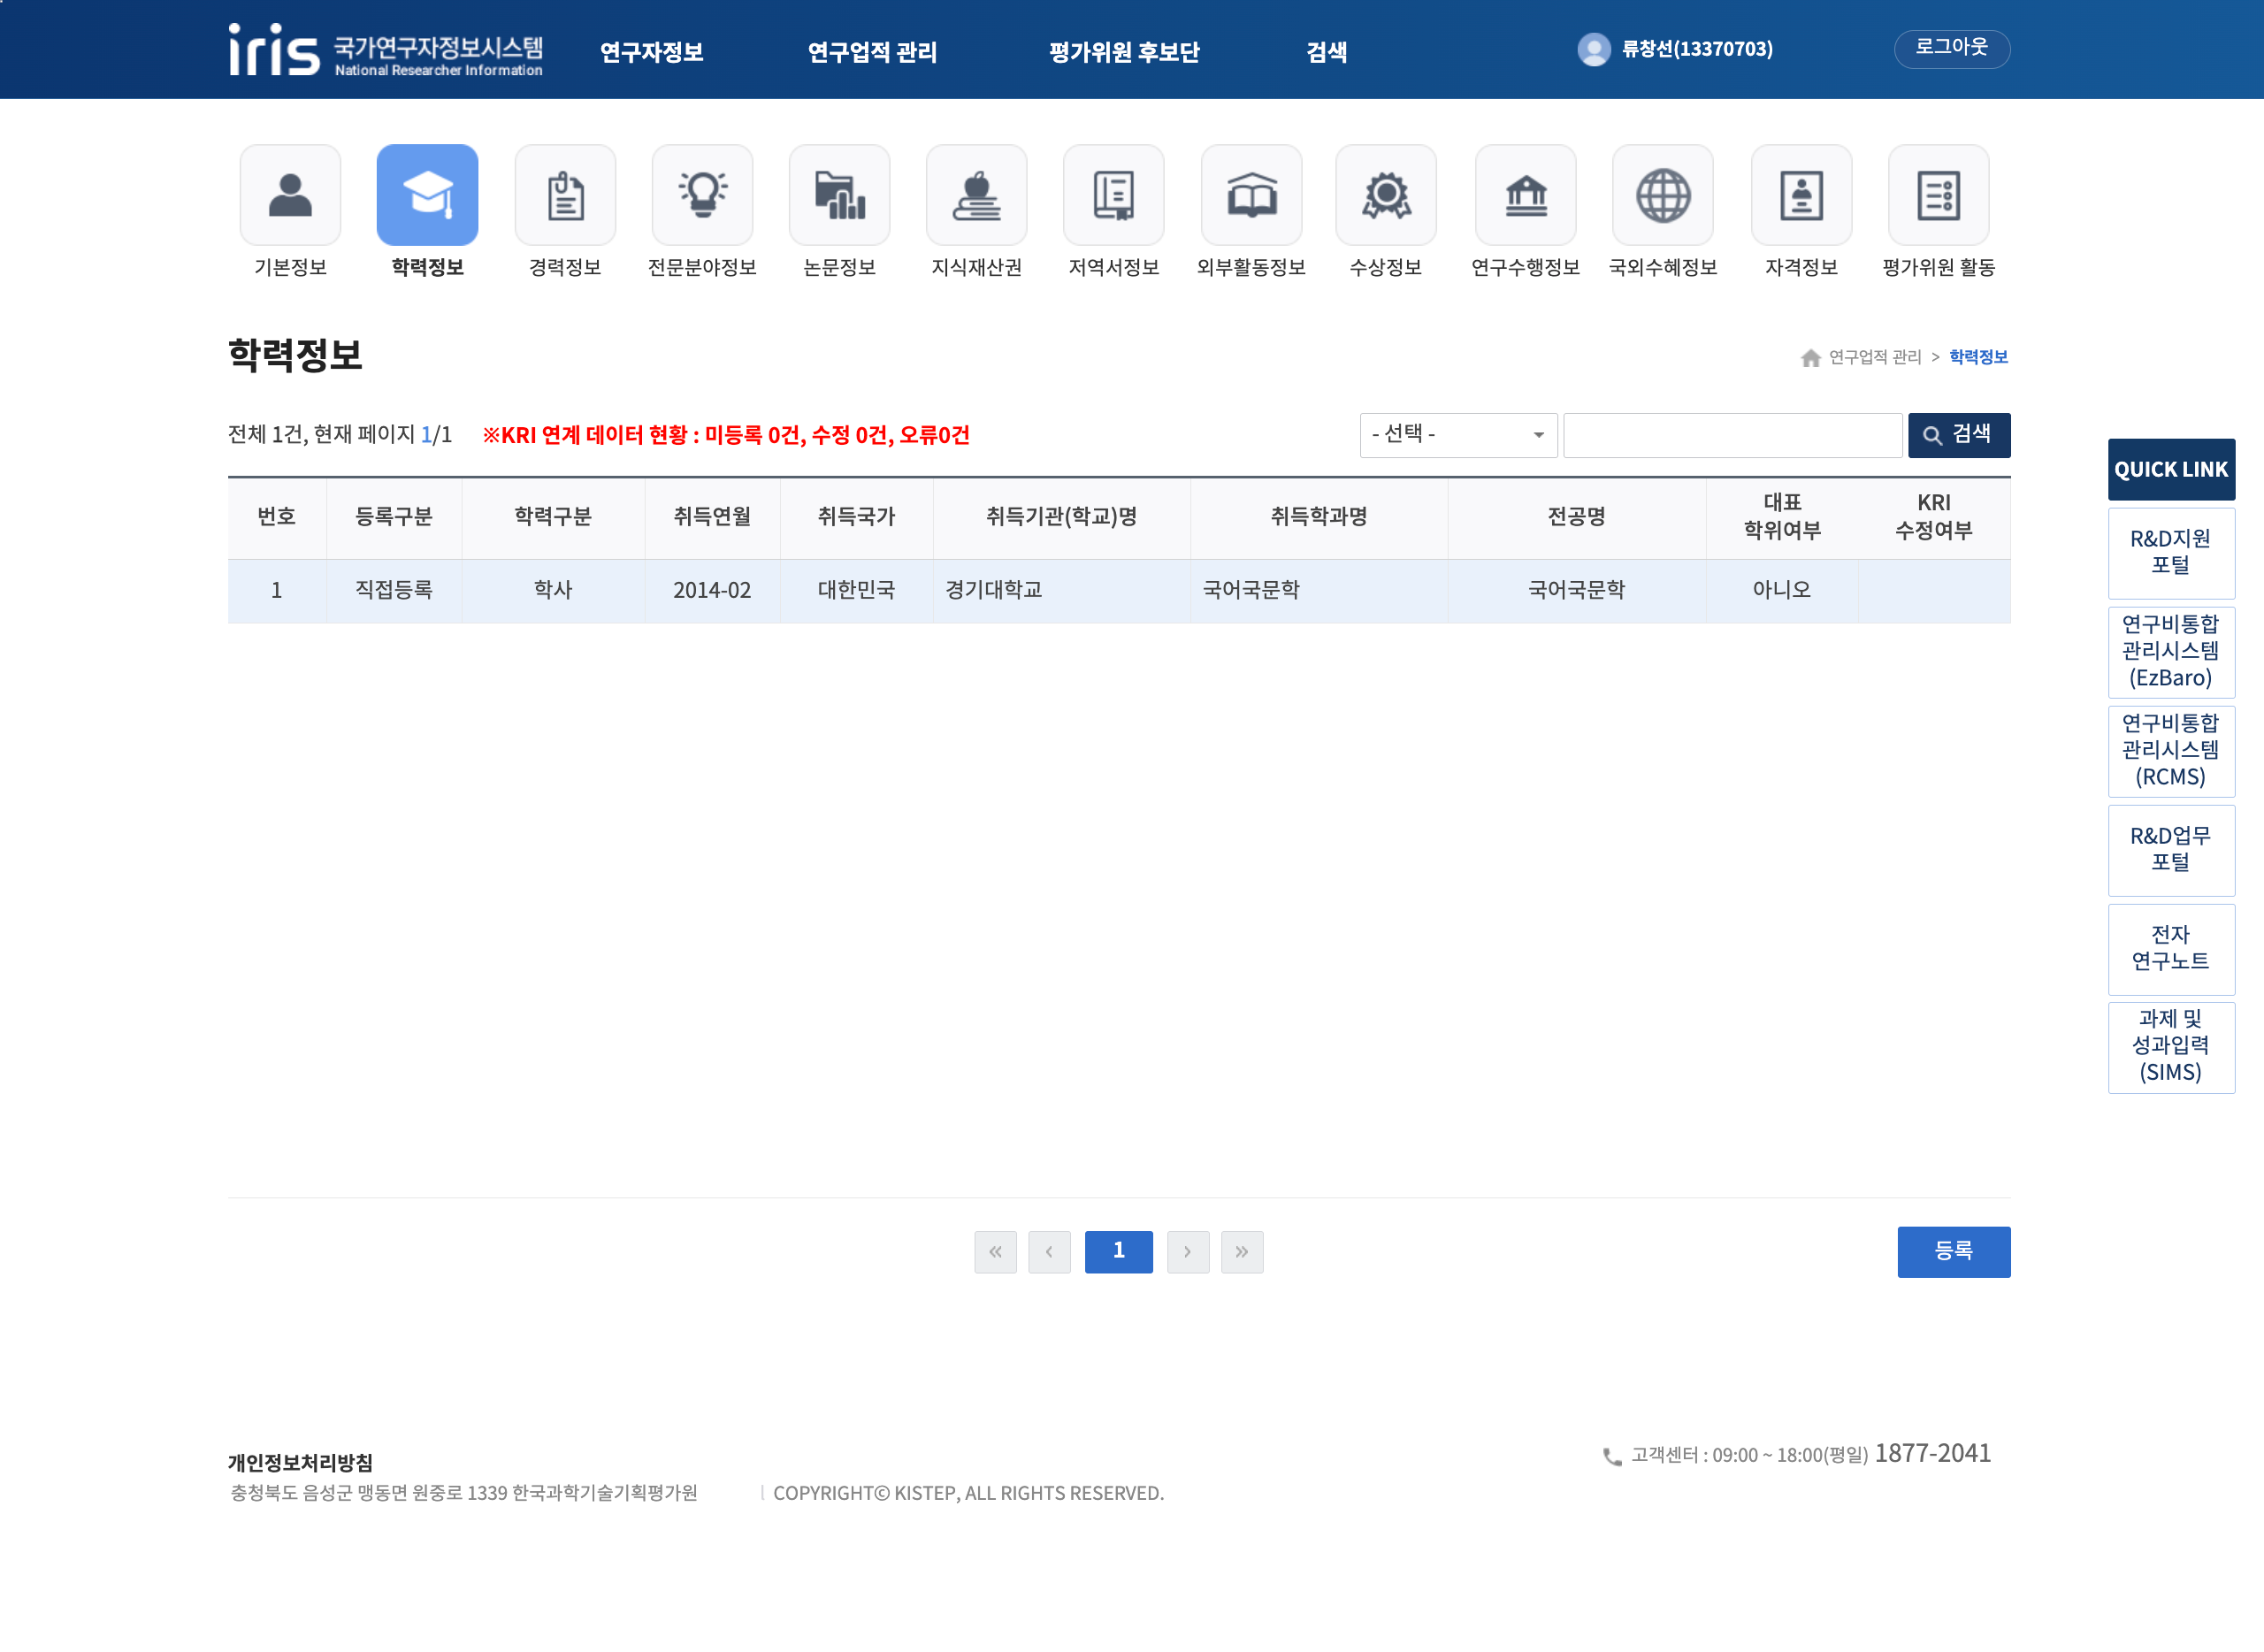 iris 국가연구자정보시스템
National Researcher Information
연구자정보 연구업적 관리 평가위원 후보단 검색 류창선(13370703) 로그아웃
기본정보 학력정보 경력정보 전문분야정보 논문정보 지식재산권 저역서정보 외부활동정보 수상정보 연구수행정보 국외수혜정보 자격정보 평가위원 활동
학력정보
연구업적 관리 > 학력정보
전체 1건, 현재 페이지 1/1 ※KRI 연계 데이터 현황 : 미등록 0건, 수정 0건, 오류0건
- 선택 - 검색
번호 등록구분 학력구분 취득연월 취득국가 취득기관(학교)명 취득학과명 전공명 대표 학위여부 KRI 수정여부
1 직접등록 학사 2014-02 대한민국 경기대학교 국어국문학 국어국문학 아니오
QUICK LINK
R&D지원
포털
연구비통합
관리시스템
(EzBaro)
연구비통합
관리시스템
(RCMS)
R&D업무
포털
전자
연구노트
과제 및
성과입력
(SIMS)
« ‹ 1 › »
등록
개인정보처리방침
충청북도 음성군 맹동면 원중로 1339 한국과학기술기획평가원 | COPYRIGHT© KISTEP, ALL RIGHTS RESERVED.
고객센터 : 09:00 ~ 18:00(평일) 1877-2041